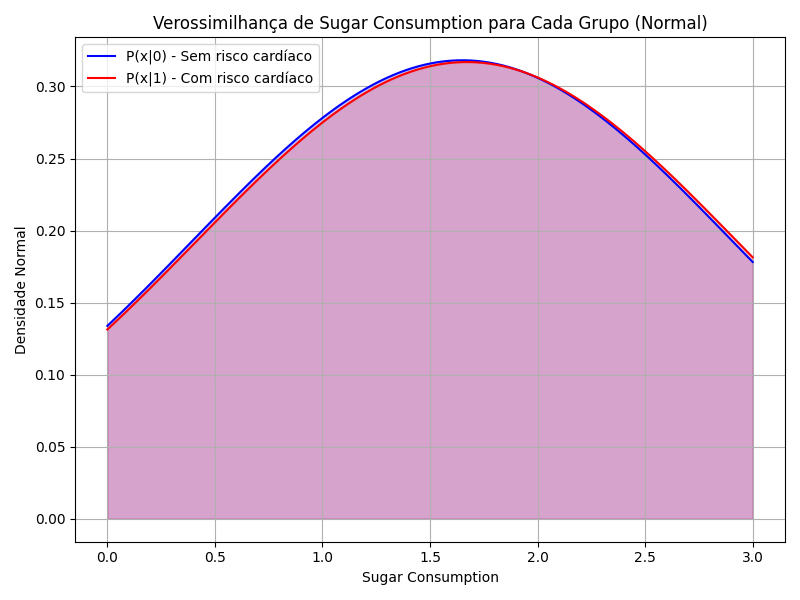 Verossimilhança de Sugar Consumption para Cada Grupo (Normal)
P(x|0) - Sem risco cardíaco
P(x|1) - Com risco cardíaco
Densidade Normal
0.30
0.25
0.20
0.15
0.10
0.05
0.00
0.0 0.5 1.0 1.5 2.0 2.5 3.0
Sugar Consumption